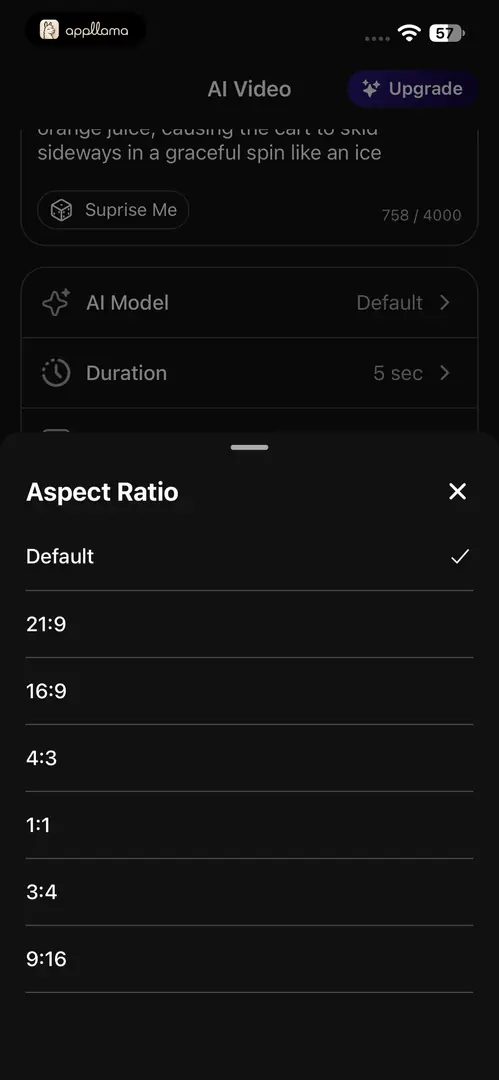 appllama
57
AI Video
Upgrade
orange juice, causing the cart to skid
sideways in a graceful spin like an ice
Suprise Me
758 / 4000
AI Model
Default
Duration
5 sec
Aspect Ratio
Default
21:9
16:9
4:3
1:1
3:4
9:16